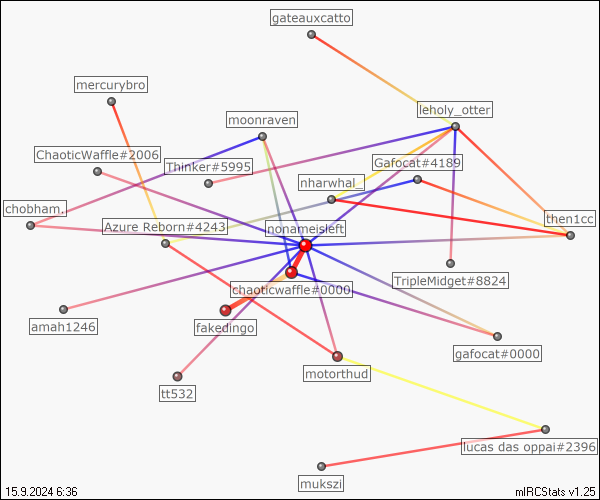 gateauxcatto
mercurybro
leholy_otter
moonraven
ChaoticWaffle#2006
Thinker#5995
Gafocat#4189
nharwhal_
chobham.
Azure Reborn#4243
nonameisleft
then1cc
TripleMidget#8824
chaoticwaffle#0000
amah1246
fakedingo
gafocat#0000
motorthud
tt532
lucas das oppai#2396
mukszi
15.9.2024 6:36
mIRCStats v1.25